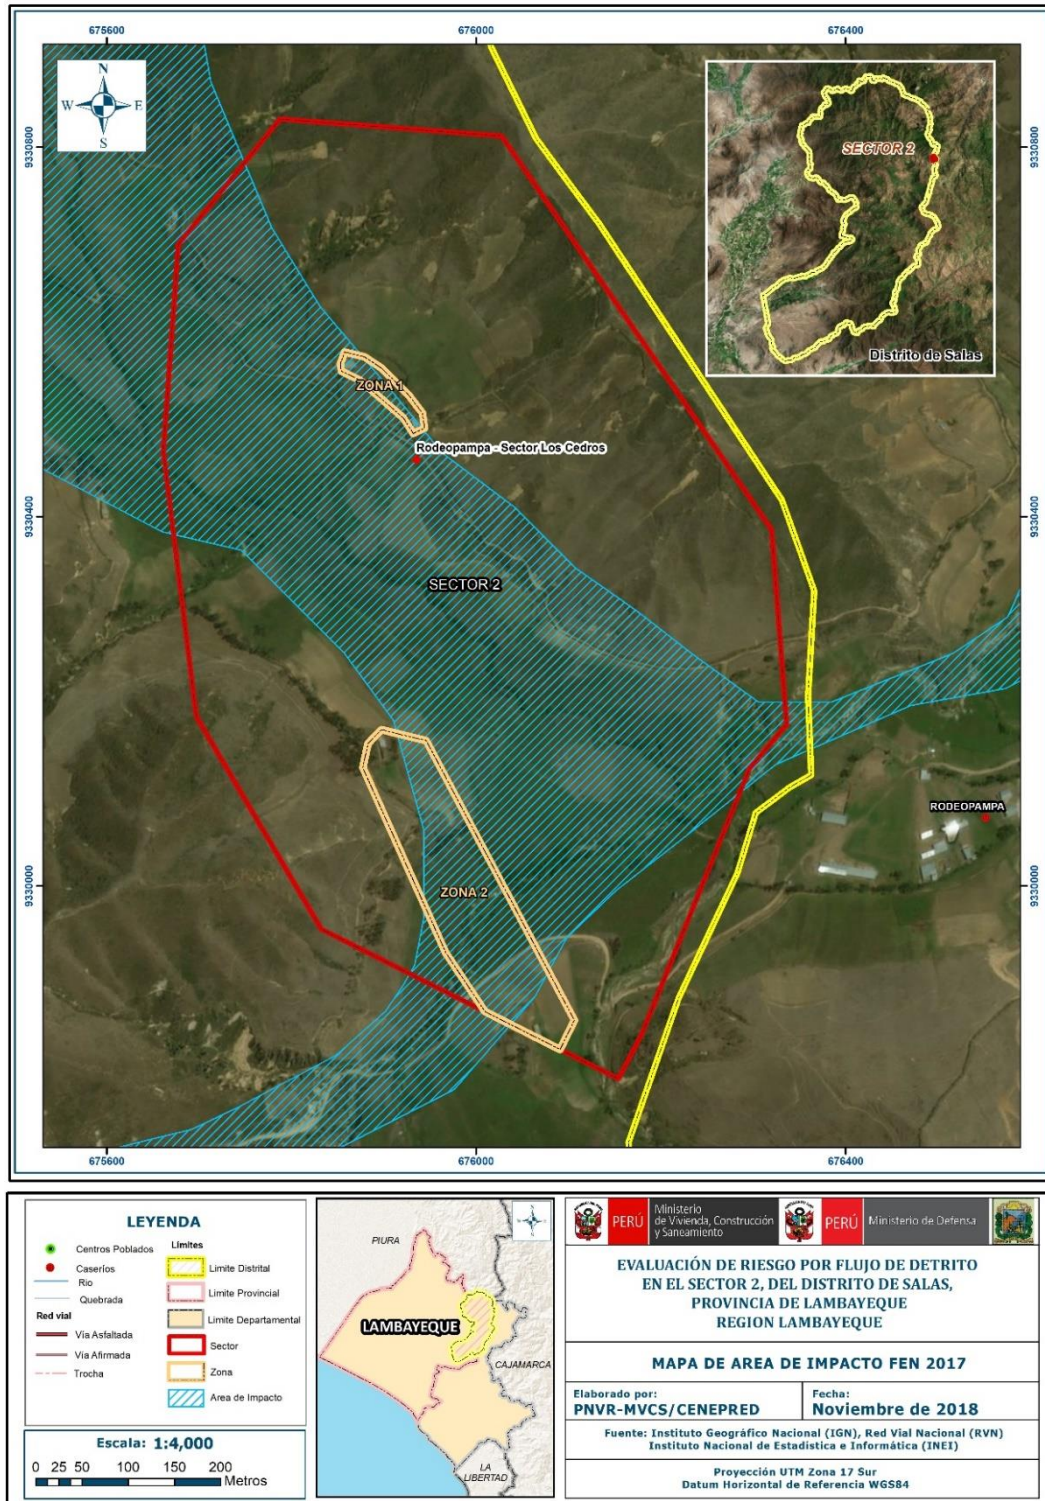 675600
676000
676400
N
W
E
S
SECTOR 2
Distrito de Salas
9330800
9330800
ZONA 1
Rodeopampa - Sector Los Cedros
9330400
9330400
SECTOR 2
RODEOPAMPA
ZONA 2
9330000
9330000
675600
676000
676400
LEYENDA
Centros Poblados
Caseríos
Rio
Quebrada
Red vial
Vía Asfaltada
Vía Afirmada
Trocha
Límites
Limite Distrital
Limite Provincial
Limite Departamental
Sector
Zona
Area de Impacto
Escala: 1:4,000
0 25 50 100 150 200
Metros
PIURA
LAMBAYEQUE
CAJAMARCA
LA
LIBERTAD
PERÚ
Ministerio
de Vivienda, Construcción
y Saneamiento
PERÚ
Ministerio de Defensa
EVALUACIÓN DE RIESGO POR FLUJO DE DETRITO
EN EL SECTOR 2, DEL DISTRITO DE SALAS,
PROVINCIA DE LAMBAYEQUE
REGION LAMBAYEQUE
MAPA DE AREA DE IMPACTO FEN 2017
Elaborado por:
PNVR-MVCS/CENEPRED
Fecha:
Noviembre de 2018
Fuente: Instituto Geográfico Nacional (IGN), Red Vial Nacional (RVN)
Instituto Nacional de Estadística e Informática (INEI)
Proyección UTM Zona 17 Sur
Datum Horizontal de Referencia WGS84